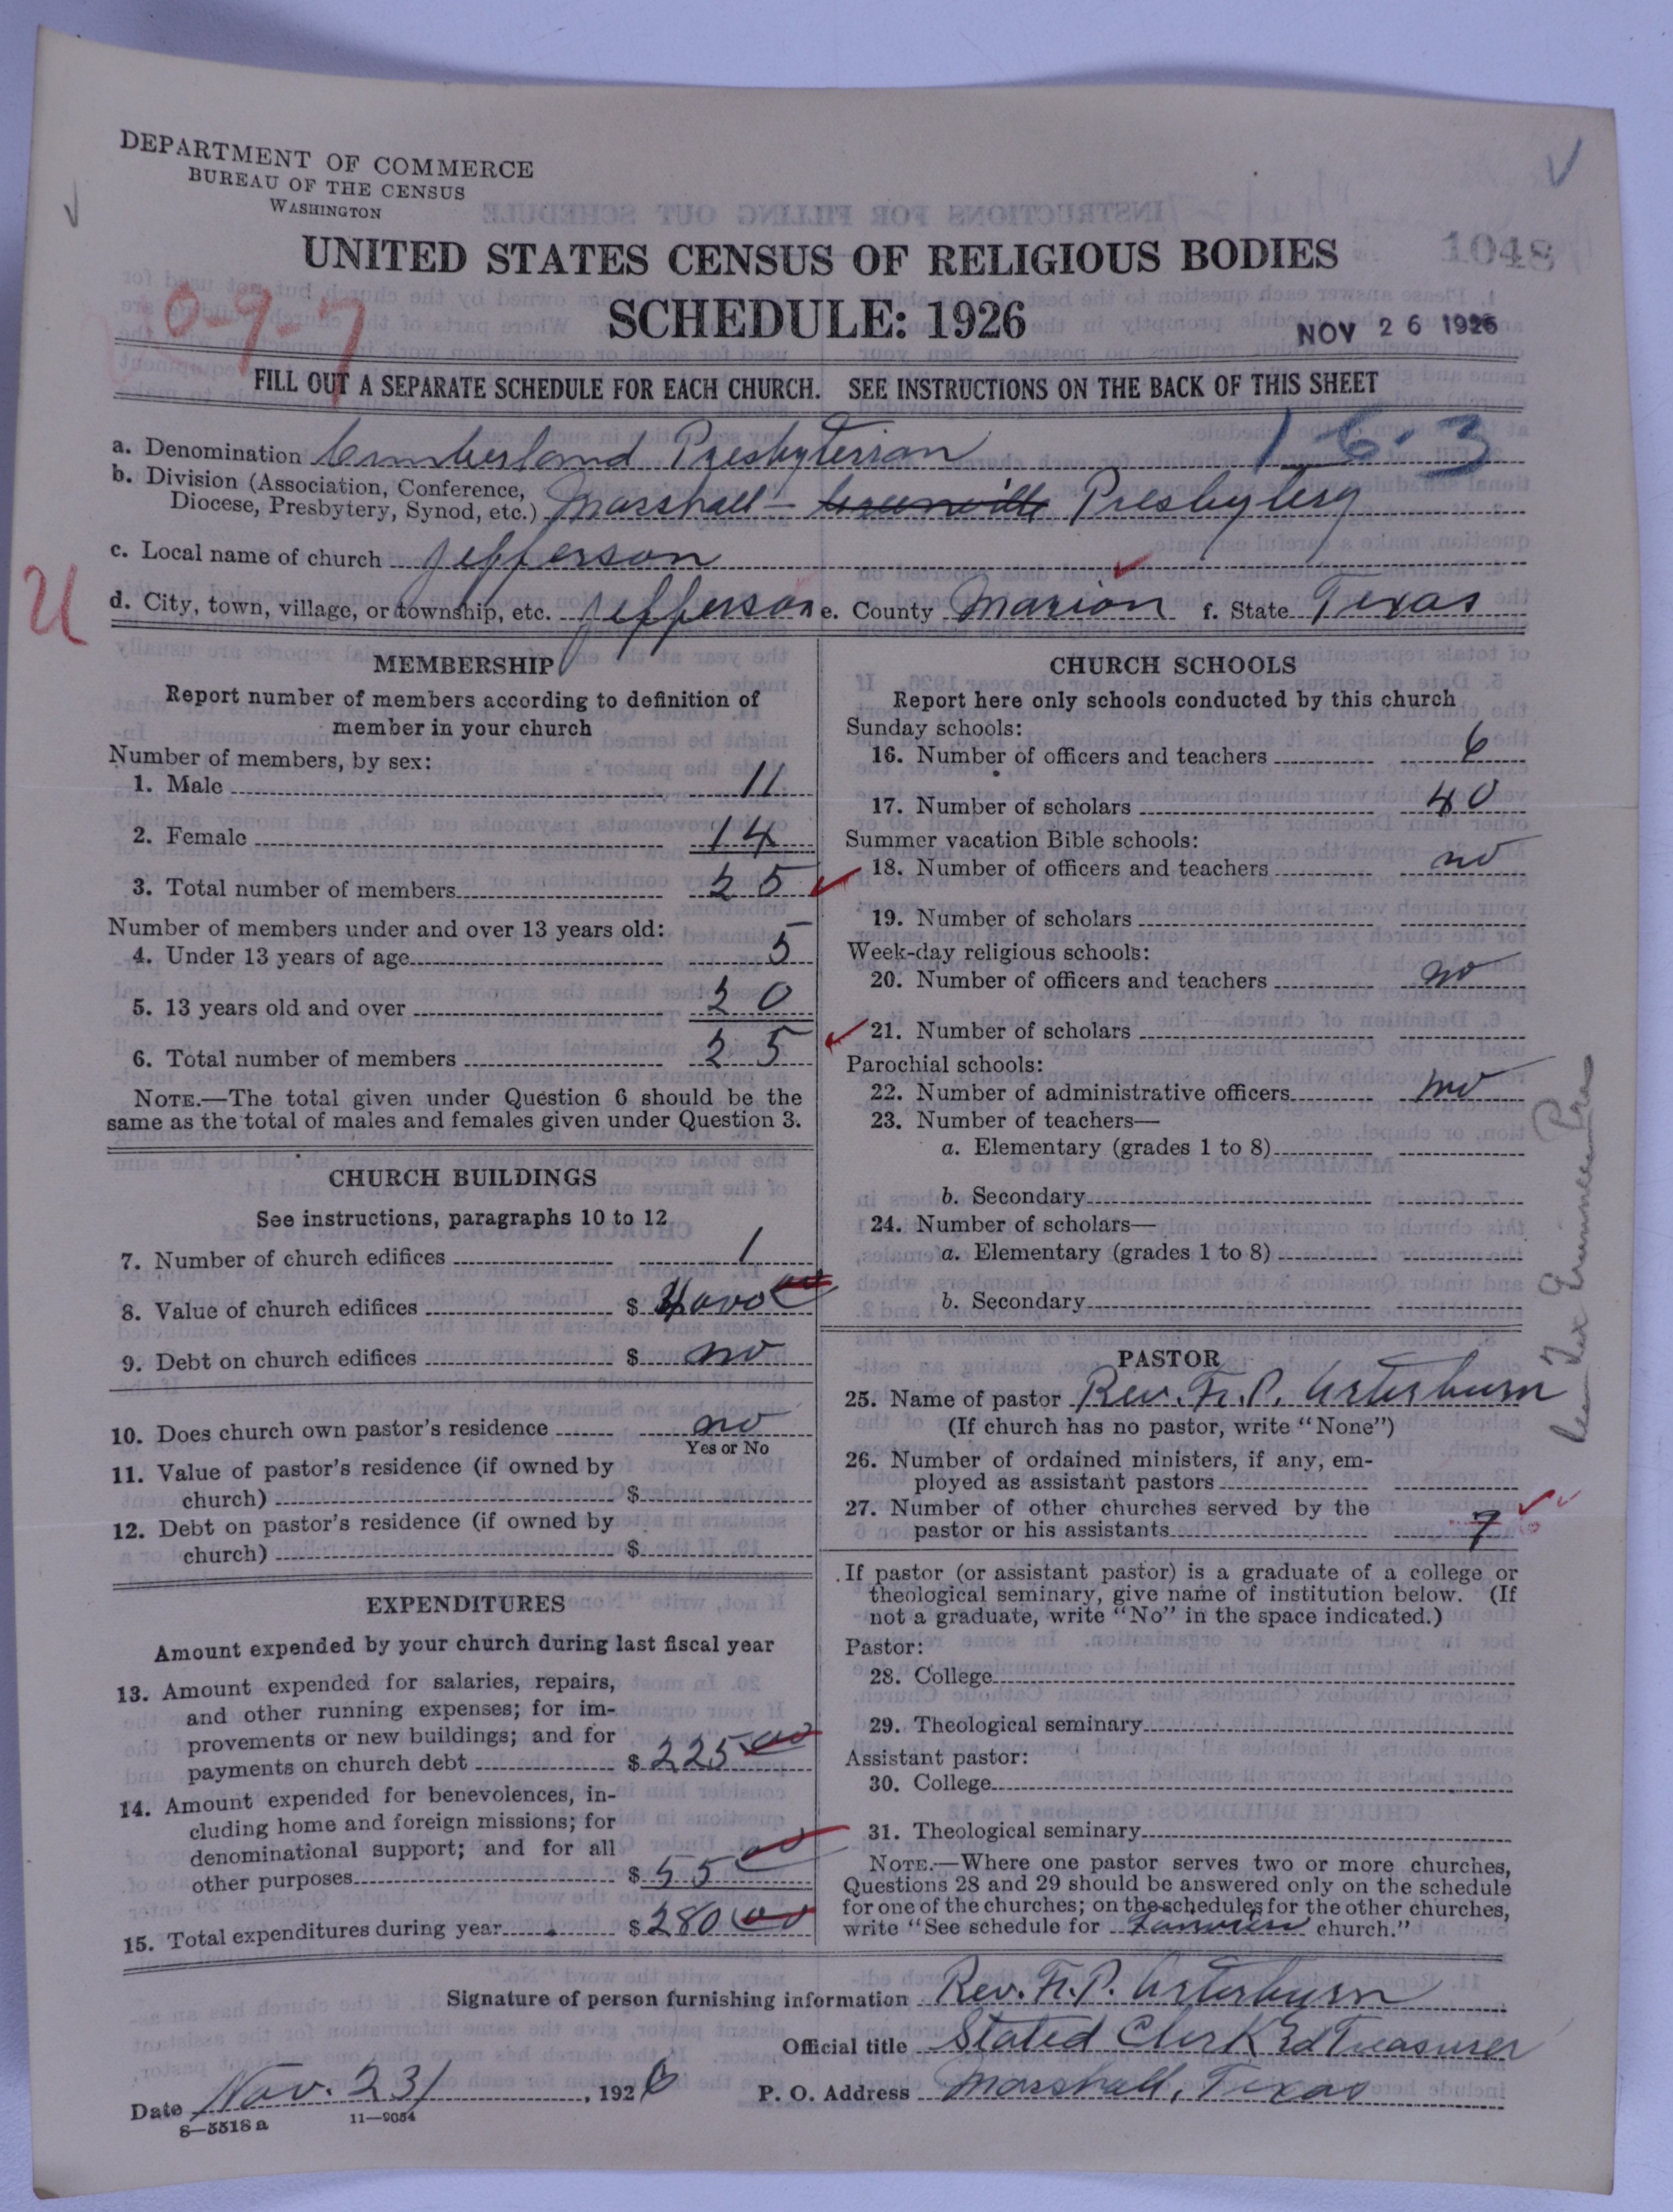 DEPARTMENT OF COMMERCE
BUREAU OF THE CENSUS
WASHINGTON
UNITED STATES CENSUS OF RELIGIOUS BODIES
1048
SCHEDULE: 1926
0-9-7
NOV 26 1926
FILL OUT A SEPARATE SCHEDULE FOR EACH CHURCH. SEE INSTRUCTIONS ON THE BACK OF THIS SHEET
1-6-3
a. Denomination Cumberland Presbyterian
b. Division (Association, Conference,
Diocese, Presbytery, Synod, etc.) Marshall - Greenville Presbytery
c. Local name of church Jefferson
U
d. City, town, village, or township, etc. Jefferson e. County Marion f. State Texas
MEMBERSHIP
Report number of members according to definition of
member in your church
Number of members, by sex:
1. Male 11
2. Female 14
3. Total number of members 25
Number of members under and over 13 years old:
4. Under 13 years of age 5
5. 13 years old and over 20
6. Total number of members 25
NOTE.—The total given under Question 6 should be the
same as the total of males and females given under Question 3.
CHURCH BUILDINGS
See instructions, paragraphs 10 to 12
7. Number of church edifices 1
8. Value of church edifices $ 4000 00
9. Debt on church edifices $ no
10. Does church own pastor's residence no
Yes or No
11. Value of pastor's residence (if owned by
church) $
12. Debt on pastor's residence (if owned by
church) $
EXPENDITURES
Amount expended by your church during last fiscal year
13. Amount expended for salaries, repairs,
and other running expenses; for im-
provements or new buildings; and for
payments on church debt $ 225 00
14. Amount expended for benevolences, in-
cluding home and foreign missions; for
denominational support; and for all
other purposes $ 55 00
15. Total expenditures during year $ 280 00
CHURCH SCHOOLS
Report here only schools conducted by this church
Sunday schools:
16. Number of officers and teachers 6
17. Number of scholars 40
Summer vacation Bible schools:
18. Number of officers and teachers no
19. Number of scholars
Week-day religious schools:
20. Number of officers and teachers no
21. Number of scholars
Parochial schools:
22. Number of administrative officers no
23. Number of teachers—
a. Elementary (grades 1 to 8)
b. Secondary
24. Number of scholars—
a. Elementary (grades 1 to 8)
b. Secondary
PASTOR
25. Name of pastor Rev. F. P. Arterburn
(If church has no pastor, write "None")
26. Number of ordained ministers, if any, em-
ployed as assistant pastors
27. Number of other churches served by the
pastor or his assistants 7
If pastor (or assistant pastor) is a graduate of a college or
theological seminary, give name of institution below. (If
not a graduate, write "No" in the space indicated.)
Pastor:
28. College
29. Theological seminary
Assistant pastor:
30. College
31. Theological seminary
NOTE.—Where one pastor serves two or more churches,
Questions 28 and 29 should be answered only on the schedule
for one of the churches; on the schedules for the other churches,
write "See schedule for church."
Signature of person furnishing information Rev. F. P. Arterburn
Official title Stated Clerk & Treasurer
Date Nov. 23/, 1926 P. O. Address Marshall, Texas
8—5518a 11—9054